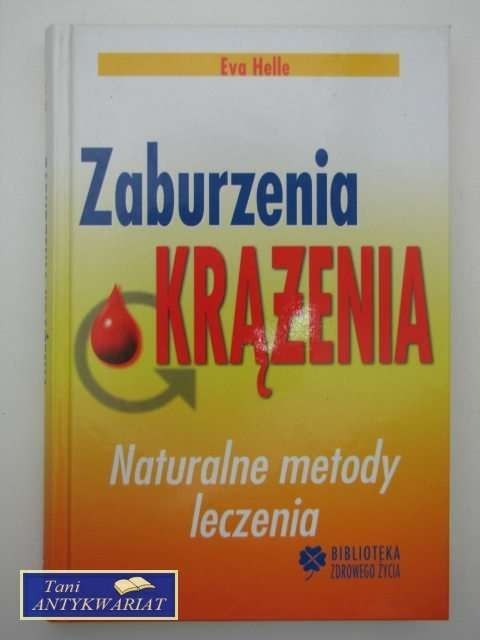 Eva Helle
Zaburzenia
KRĄŻENIA
Naturalne metody
leczenia
BIBLIOTEKA
ZDROWEGO ŻYCIA
Tani
ANTYKWARIAT